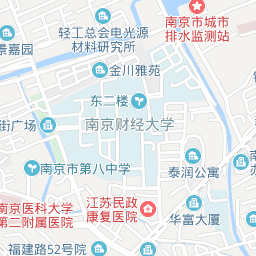 轻工总会电光源
材料研究所
南京市城市
排水监测站
景嘉园
金川雅苑
东二楼
街广场
南京财经大学
南京市第八中学
泰润公寓
南京医科大学
第二附属医院
江苏民政
康复医院
华富大厦
福建路52号院